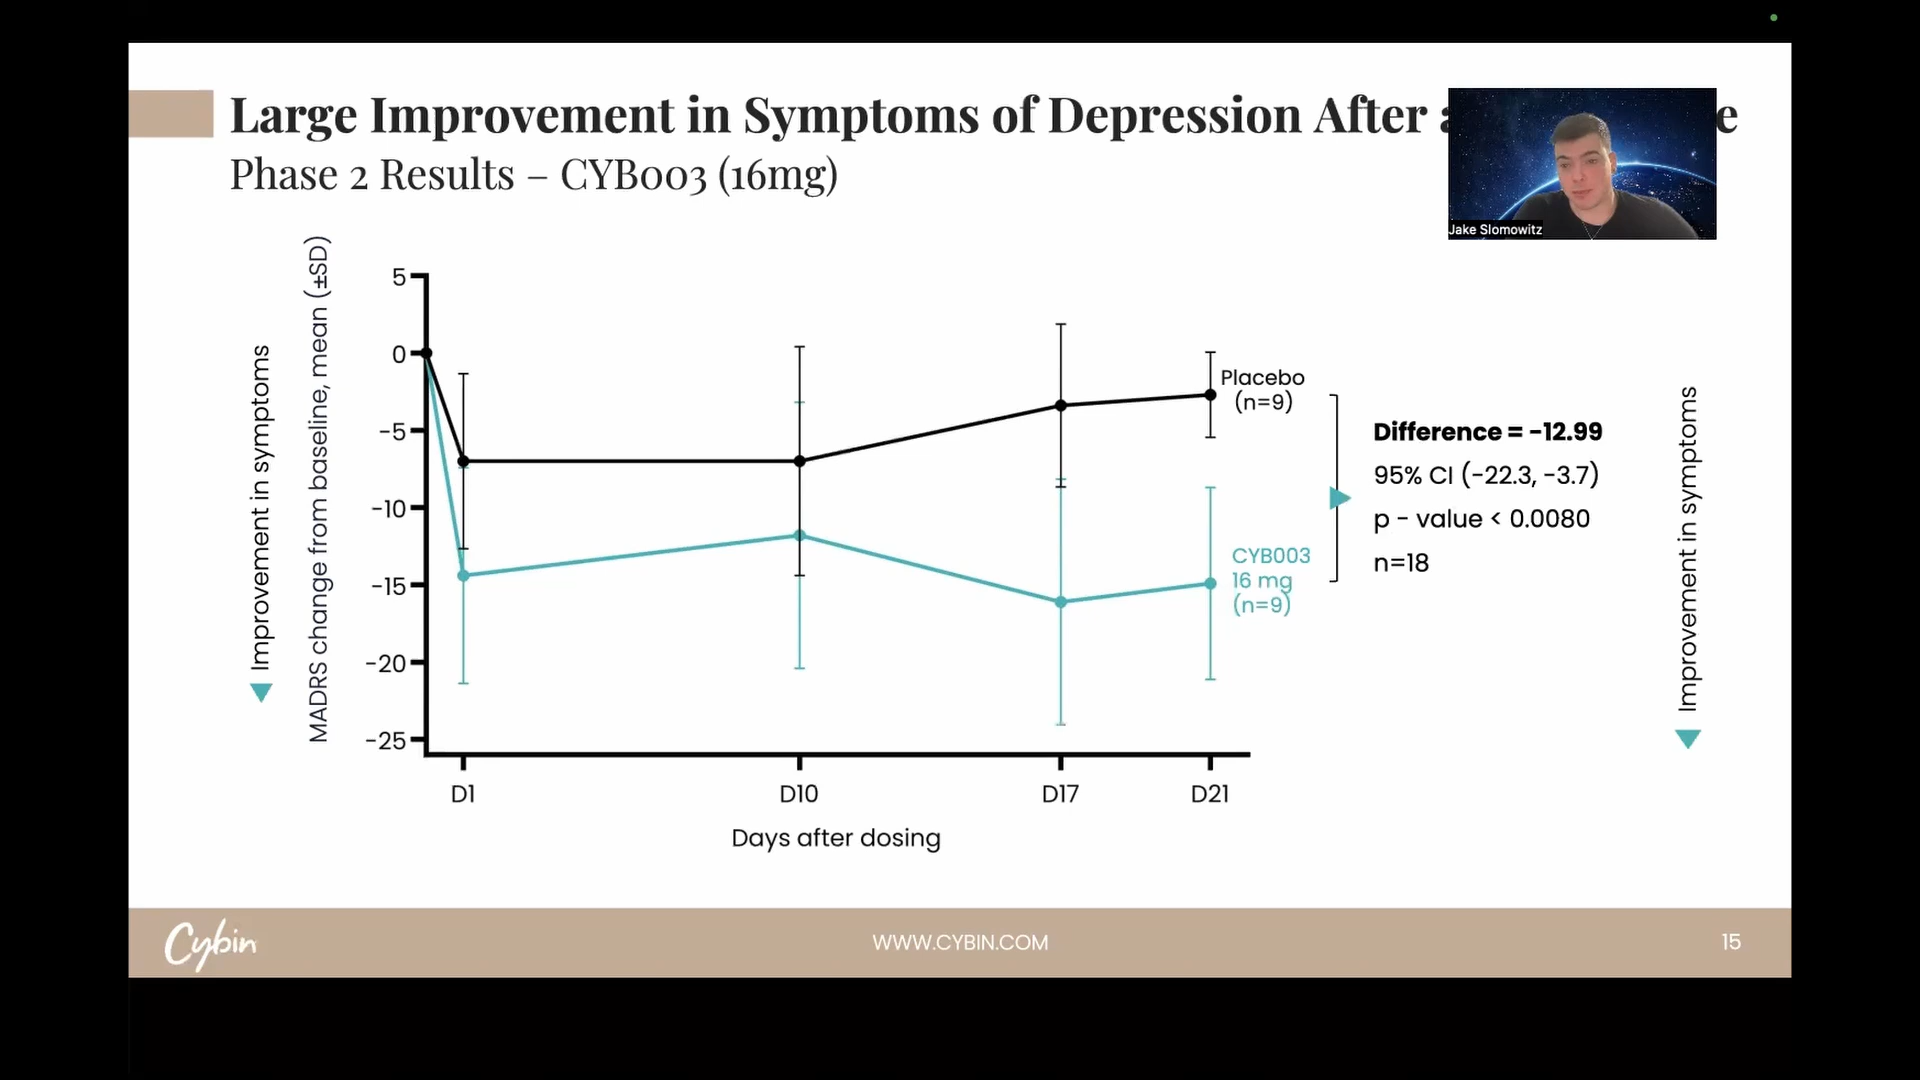 Large Improvement in Symptoms of Depression After
Phase 2 Results – CYB003 (16mg)
Jake Slomowitz
Improvement in symptoms
MADRS change from baseline, mean (±SD)
5
0
-5
-10
-15
-20
-25
D1
D10
D17
D21
Days after dosing
Placebo
(n=9)
CYB003
16 mg
(n=9)
Difference = -12.99
95% CI (-22.3, -3.7)
p - value < 0.0080
n=18
Improvement in symptoms
Cybin
WWW.CYBIN.COM
15